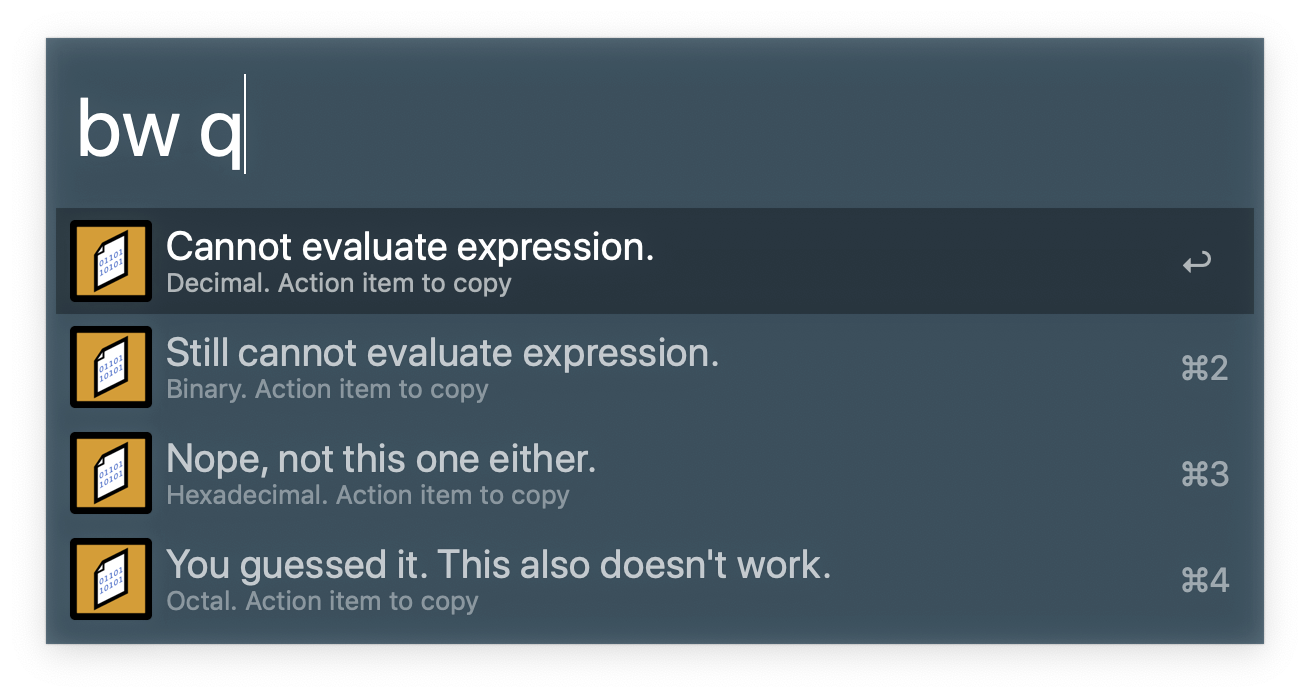 bw q
Cannot evaluate expression.
Decimal. Action item to copy
↩
Still cannot evaluate expression.
Binary. Action item to copy
⌘2
Nope, not this one either.
Hexadecimal. Action item to copy
⌘3
You guessed it. This also doesn't work.
Octal. Action item to copy
⌘4